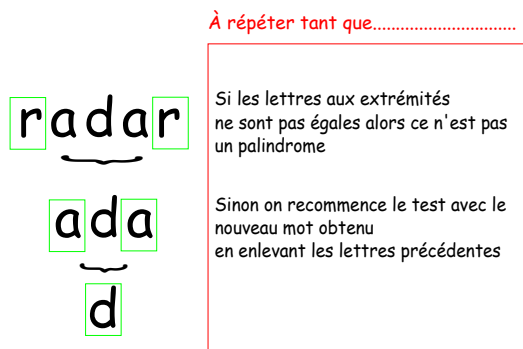 À répéter tant que...............................
radar
Si les lettres aux extrémités
ne sont pas égales alors ce n'est pas
un palindrome
ada
Sinon on recommence le test avec le
nouveau mot obtenu
en enlevant les lettres précédentes
d